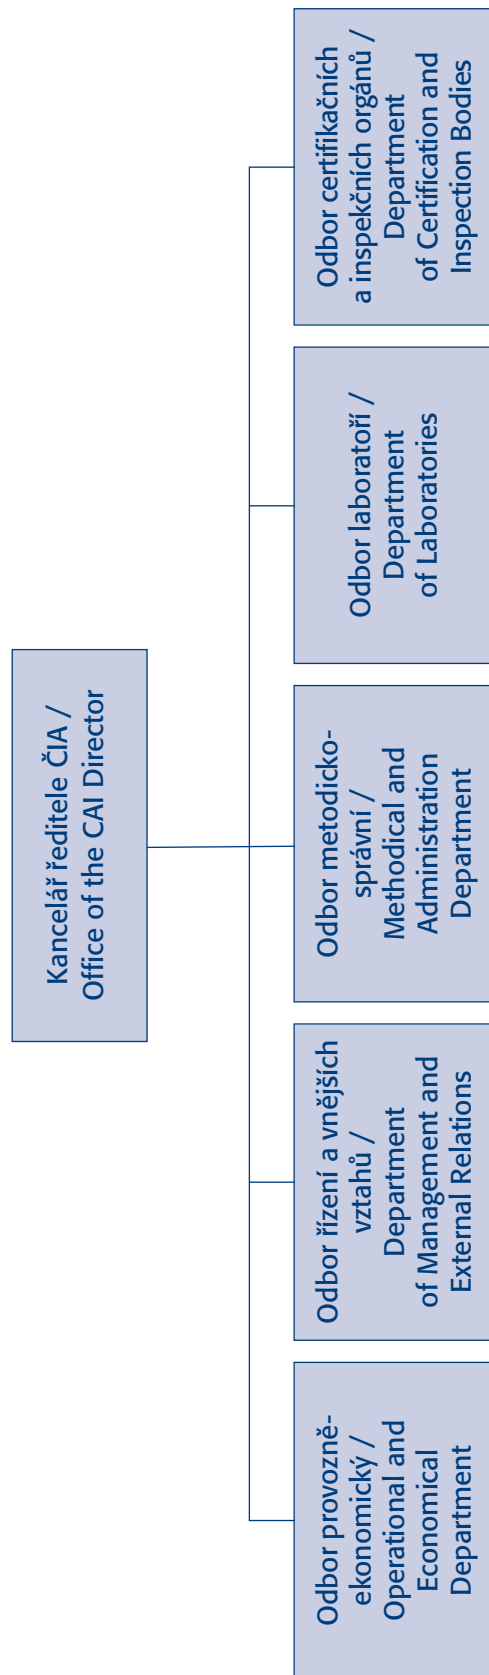 Kancelář ředitele ČIA /
Office of the CAI Director
Odbor provozně-
ekonomický /
Operational and
Economical
Department
Odbor řízení a vnějších
vztahů /
Department
of Management and
External Relations
Odbor metodicko-
správní /
Methodical and
Administration
Department
Odbor laboratoří /
Department
of Laboratories
Odbor certifikačních
a inspekčních orgánů /
Department
of Certification and
Inspection Bodies